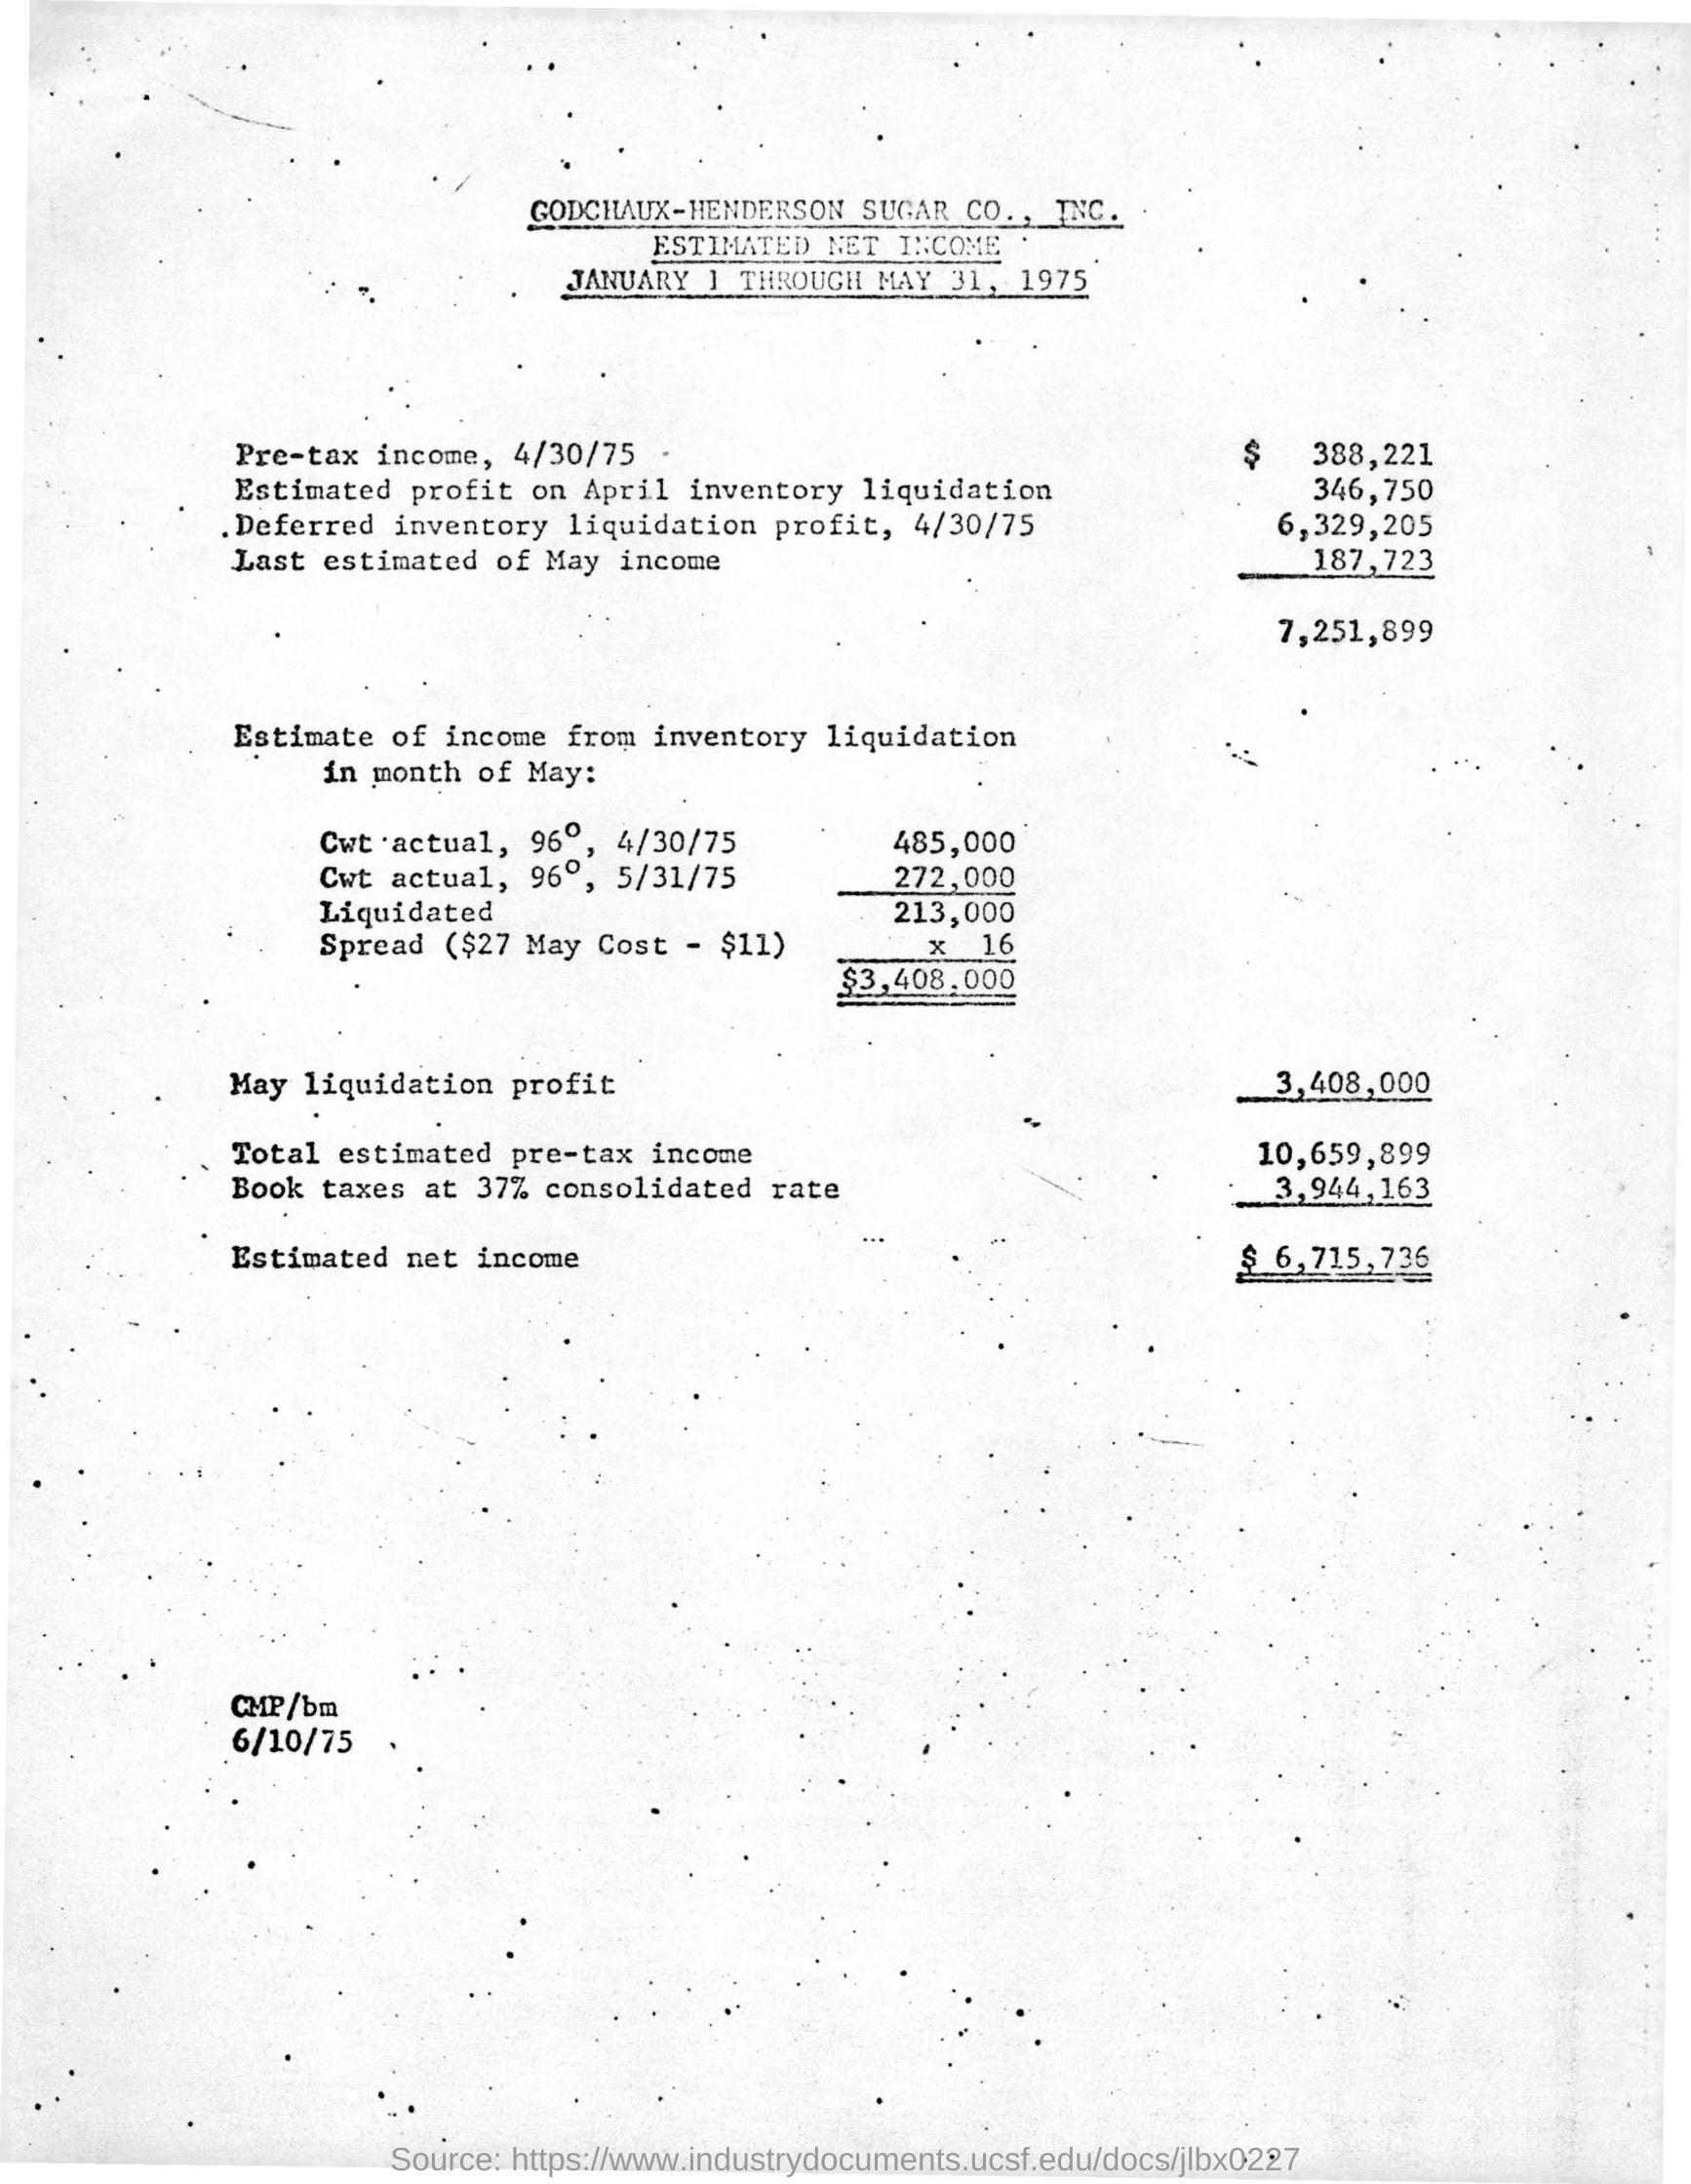 GODCHAUX-HENDERSON SUGAR CO., INC.
ESTIMATED NET INCOME
JANUARY 1 THROUGH MAY 31, 1975
Pre-tax income, 4/30/75 $ 388,221
Estimated profit on April inventory liquidation 346,750
Deferred inventory liquidation profit, 4/30/75 6,329,205
Last estimated of May income 187,723
7,251,899
Estimate of income from inventory liquidation
in month of May:
Cwt actual, 96°, 4/30/75 485,000
Cwt actual, 96°, 5/31/75 272,000
Liquidated 213,000
Spread ($27 May Cost - $11) x 16
$3,408.000
May liquidation profit 3,408,000
Total estimated pre-tax income 10,659,899
Book taxes at 37% consolidated rate 3,944,163
Estimated net income $ 6,715,736
CMP/bm
6/10/75
Source: https://www.industrydocuments.ucsf.edu/docs/jlbx0227